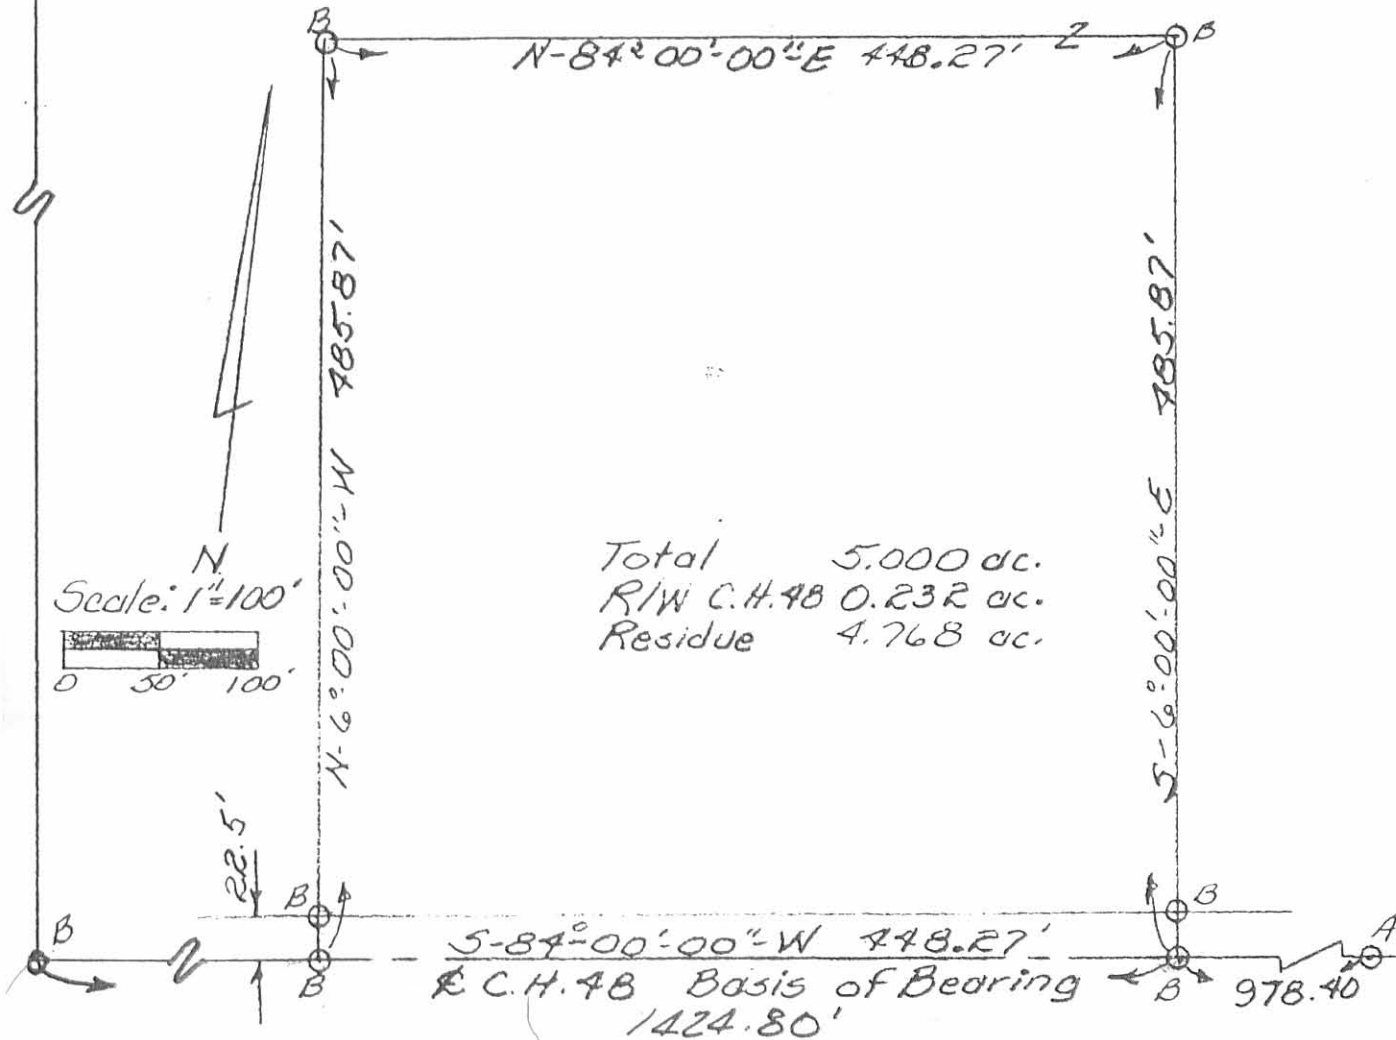 B
B
N-84°00'-00"E 448.27'
2
N-6°-00'-00"-W 485.87'
S-6°-00'-00"-E 485.87'
N
Scale: 1"=100'
0 50' 100'
Total 5.000 ac.
R/W C.H.48 0.232 ac.
Residue 4.768 ac.
22.5'
B
B
B
S-84°-00'-00"-W 448.27'
A
B
℄ C.H.48 Basis of Bearing
B
978.40
1424.80'